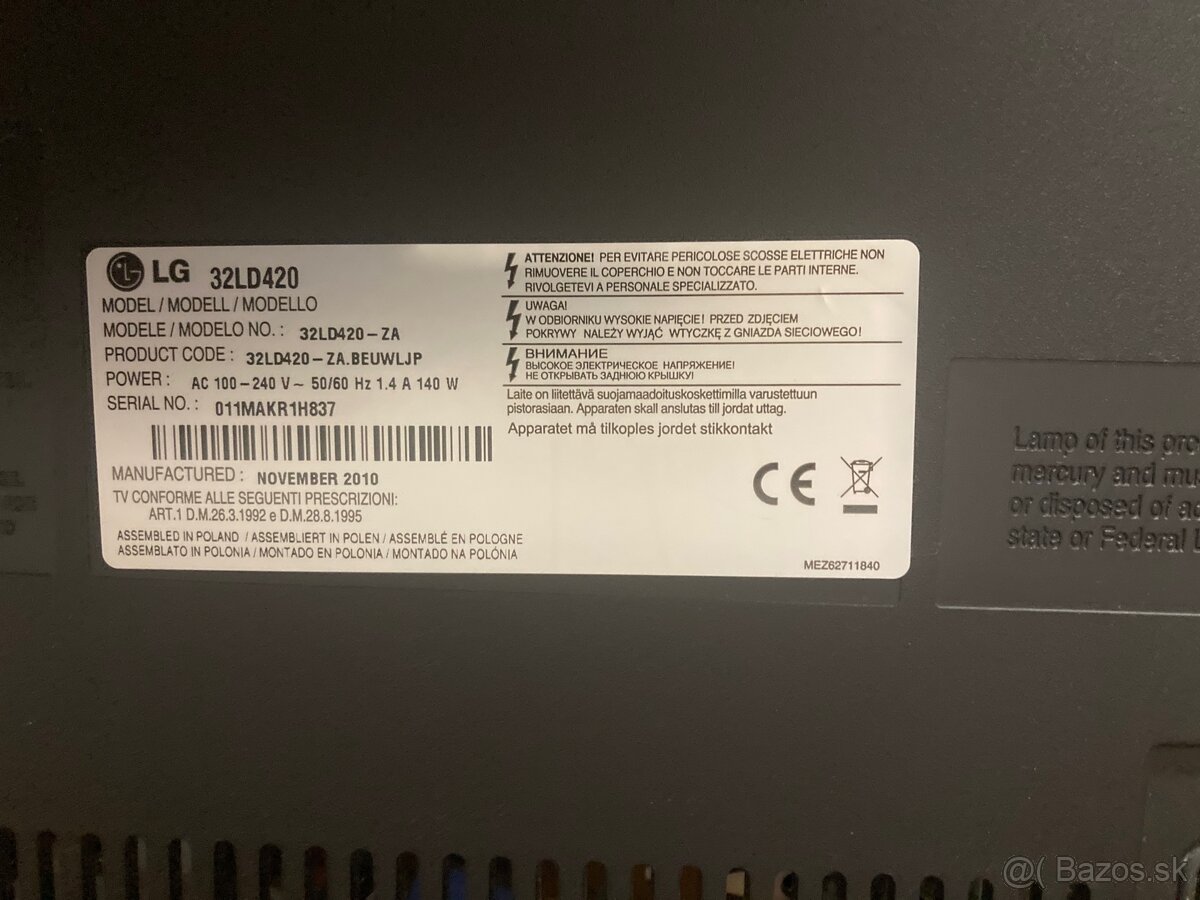 LG 32LD420
MODEL / MODELL / MODELLO
MODELE / MODELO NO. : 32LD420-ZA
PRODUCT CODE : 32LD420-ZA.BEUWLJP
POWER : AC 100-240 V~ 50/60 Hz 1.4 A 140 W
SERIAL NO. : 011MAKR1H837
MANUFACTURED : NOVEMBER 2010
TV CONFORME ALLE SEGUENTI PRESCRIZIONI:
ART.1 D.M.26.3.1992 e D.M.28.8.1995
ASSEMBLED IN POLAND / ASSEMBLIERT IN POLEN / ASSEMBLÉ EN POLOGNE
ASSEMBLATO IN POLONIA / MONTADO EN POLONIA / MONTADO NA POLÓNIA
ATTENZIONE! PER EVITARE PERICOLOSE SCOSSE ELETTRICHE NON
RIMUOVERE IL COPERCHIO E NON TOCCARE LE PARTI INTERNE.
RIVOLGETEVI A PERSONALE SPECIALIZZATO.
UWAGA!
W ODBIORNIKU WYSOKIE NAPIĘCIE! PRZED ZDJĘCIEM
POKRYWY NALEŻY WYJĄĆ WTYCZKĘ Z GNIAZDA SIECIOWEGO!
ВНИМАНИЕ
ВЫСОКОЕ ЭЛЕКТРИЧЕСКОЕ НАПРЯЖЕНИЕ!
НЕ ОТКРЫВАТЬ ЗАДНЮЮ КРЫШКУ!
Laite on liitettävä suojamaadoituskoskettimilla varustettuun
pistorasiaan. Apparaten skall anslutas till jordat uttag.
Apparatet må tilkoples jordet stikkontakt
CE
MEZ62711840
Lamp of this pro
mercury and mu
or disposed of ac
state or Federal L
@( Bazos.sk